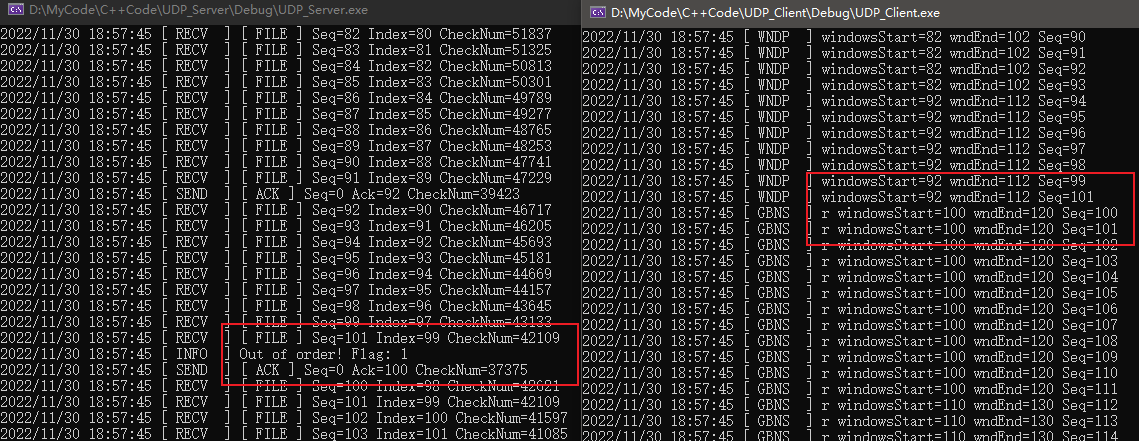 D:\MyCode\C++Code\UDP_Server\Debug\UDP_Server.exe
2022/11/30 18:57:45 [ RECV ] [ FILE ] Seq=82 Index=80 CheckNum=51837
2022/11/30 18:57:45 [ RECV ] [ FILE ] Seq=83 Index=81 CheckNum=51325
2022/11/30 18:57:45 [ RECV ] [ FILE ] Seq=84 Index=82 CheckNum=50813
2022/11/30 18:57:45 [ RECV ] [ FILE ] Seq=85 Index=83 CheckNum=50301
2022/11/30 18:57:45 [ RECV ] [ FILE ] Seq=86 Index=84 CheckNum=49789
2022/11/30 18:57:45 [ RECV ] [ FILE ] Seq=87 Index=85 CheckNum=49277
2022/11/30 18:57:45 [ RECV ] [ FILE ] Seq=88 Index=86 CheckNum=48765
2022/11/30 18:57:45 [ RECV ] [ FILE ] Seq=89 Index=87 CheckNum=48253
2022/11/30 18:57:45 [ RECV ] [ FILE ] Seq=90 Index=88 CheckNum=47741
2022/11/30 18:57:45 [ RECV ] [ FILE ] Seq=91 Index=89 CheckNum=47229
2022/11/30 18:57:45 [ SEND ] [ ACK ] Seq=0 Ack=92 CheckNum=39423
2022/11/30 18:57:45 [ RECV ] [ FILE ] Seq=92 Index=90 CheckNum=46717
2022/11/30 18:57:45 [ RECV ] [ FILE ] Seq=93 Index=91 CheckNum=46205
2022/11/30 18:57:45 [ RECV ] [ FILE ] Seq=94 Index=92 CheckNum=45693
2022/11/30 18:57:45 [ RECV ] [ FILE ] Seq=95 Index=93 CheckNum=45181
2022/11/30 18:57:45 [ RECV ] [ FILE ] Seq=96 Index=94 CheckNum=44669
2022/11/30 18:57:45 [ RECV ] [ FILE ] Seq=97 Index=95 CheckNum=44157
2022/11/30 18:57:45 [ RECV ] [ FILE ] Seq=98 Index=96 CheckNum=43645
2022/11/30 18:57:45 [ RECV ] [ FILE ] Seq=99 Index=97 CheckNum=43133
2022/11/30 18:57:45 [ RECV ] [ FILE ] Seq=101 Index=99 CheckNum=42109
2022/11/30 18:57:45 [ INFO ] Out of order! Flag: 1
2022/11/30 18:57:45 [ SEND ] [ ACK ] Seq=0 Ack=100 CheckNum=37375
2022/11/30 18:57:45 [ RECV ] [ FILE ] Seq=100 Index=98 CheckNum=42621
2022/11/30 18:57:45 [ RECV ] [ FILE ] Seq=101 Index=99 CheckNum=42109
2022/11/30 18:57:45 [ RECV ] [ FILE ] Seq=102 Index=100 CheckNum=41597
2022/11/30 18:57:45 [ RECV ] [ FILE ] Seq=103 Index=101 CheckNum=41085
D:\MyCode\C++Code\UDP_Client\Debug\UDP_Client.exe
2022/11/30 18:57:45 [ WNDP ] windowsStart=82 wndEnd=102 Seq=90
2022/11/30 18:57:45 [ WNDP ] windowsStart=82 wndEnd=102 Seq=91
2022/11/30 18:57:45 [ WNDP ] windowsStart=82 wndEnd=102 Seq=92
2022/11/30 18:57:45 [ WNDP ] windowsStart=82 wndEnd=102 Seq=93
2022/11/30 18:57:45 [ WNDP ] windowsStart=92 wndEnd=112 Seq=94
2022/11/30 18:57:45 [ WNDP ] windowsStart=92 wndEnd=112 Seq=95
2022/11/30 18:57:45 [ WNDP ] windowsStart=92 wndEnd=112 Seq=96
2022/11/30 18:57:45 [ WNDP ] windowsStart=92 wndEnd=112 Seq=97
2022/11/30 18:57:45 [ WNDP ] windowsStart=92 wndEnd=112 Seq=98
2022/11/30 18:57:45 [ WNDP ] windowsStart=92 wndEnd=112 Seq=99
2022/11/30 18:57:45 [ WNDP ] windowsStart=92 wndEnd=112 Seq=101
2022/11/30 18:57:45 [ GBNS ] r windowsStart=100 wndEnd=120 Seq=100
2022/11/30 18:57:45 [ GBNS ] r windowsStart=100 wndEnd=120 Seq=101
2022/11/30 18:57:45 [ GBNS ] r windowsStart=100 wndEnd=120 Seq=102
2022/11/30 18:57:45 [ GBNS ] r windowsStart=100 wndEnd=120 Seq=103
2022/11/30 18:57:45 [ GBNS ] r windowsStart=100 wndEnd=120 Seq=104
2022/11/30 18:57:45 [ GBNS ] r windowsStart=100 wndEnd=120 Seq=105
2022/11/30 18:57:45 [ GBNS ] r windowsStart=100 wndEnd=120 Seq=106
2022/11/30 18:57:45 [ GBNS ] r windowsStart=100 wndEnd=120 Seq=107
2022/11/30 18:57:45 [ GBNS ] r windowsStart=100 wndEnd=120 Seq=108
2022/11/30 18:57:45 [ GBNS ] r windowsStart=100 wndEnd=120 Seq=109
2022/11/30 18:57:45 [ GBNS ] r windowsStart=100 wndEnd=120 Seq=110
2022/11/30 18:57:45 [ GBNS ] r windowsStart=100 wndEnd=120 Seq=111
2022/11/30 18:57:45 [ GBNS ] r windowsStart=110 wndEnd=130 Seq=112
2022/11/30 18:57:45 [ GBNS ] r windowsStart=110 wndEnd=130 Seq=113
2022/11/30 18:57:45 [ GBNS ] r windowsStart=110 wndEnd=130 Seq=114